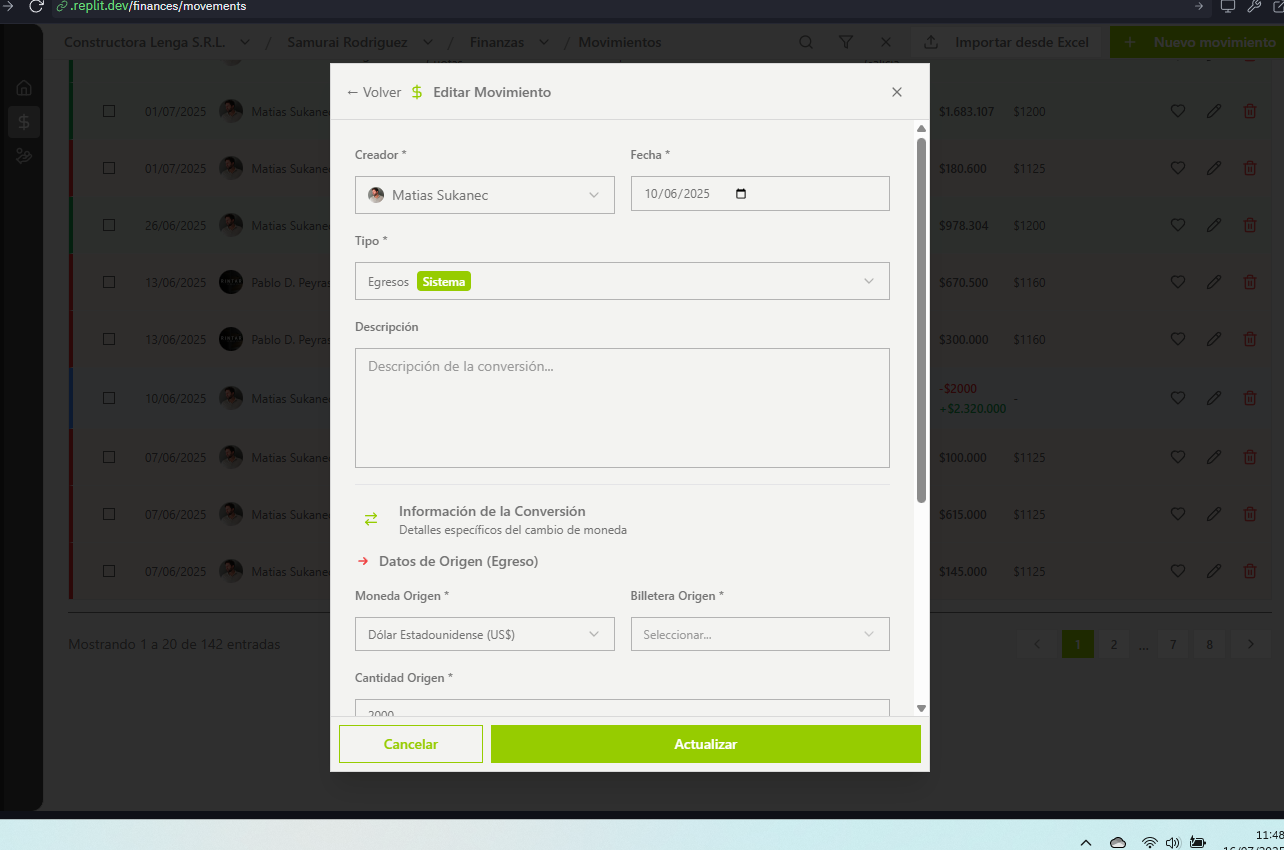 .replit.dev/finances/movements
Constructora Lenga S.R.L. / Samurai Rodriguez / Finanzas / Movimientos Importar desde Excel + Nuevo movimiento
← Volver $ Editar Movimiento
01/07/2025 Matias Sukanec $1.683.107 $1200
01/07/2025 Matias Sukanec $180.600 $1125
26/06/2025 Matias Sukanec $978.304 $1200
13/06/2025 Pablo D. Peyras $670.500 $1160
13/06/2025 Pablo D. Peyras $300.000 $1160
10/06/2025 Matias Sukanec -$2000 -
+$2.320.000
07/06/2025 Matias Sukanec $100.000 $1125
07/06/2025 Matias Sukanec $615.000 $1125
07/06/2025 Matias Sukanec $145.000 $1125
Mostrando 1 a 20 de 142 entradas
1 2 ... 7 8
Creador * Fecha *
Matias Sukanec 10/06/2025
Tipo *
Egresos Sistema
Descripción
Descripción de la conversión...
Información de la Conversión
Detalles específicos del cambio de moneda
Datos de Origen (Egreso)
Moneda Origen * Billetera Origen *
Dólar Estadounidense (US$) Seleccionar...
Cantidad Origen *
2000
Cancelar Actualizar
11:48